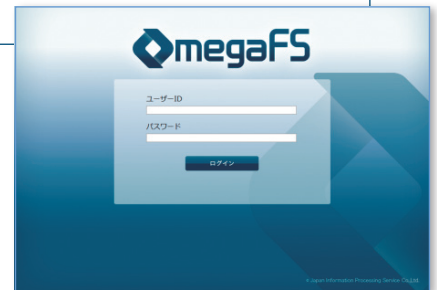 OmegaFS
ユーザーID
パスワード
ログイン
© Japan Information Processing Service Co.,Ltd.